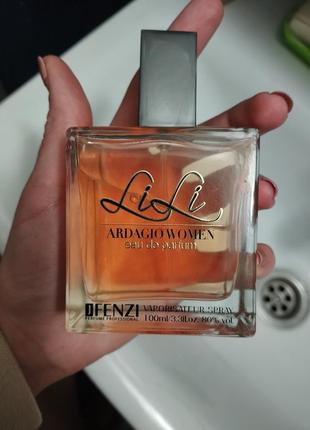 LiLi
ARDAGIO WOMEN
eau de parfum
JFENZI VAPORISATEUR SPRAY
PERFUME PROFESSIONAL 100ml/3.3fl.oz. 80% vol.